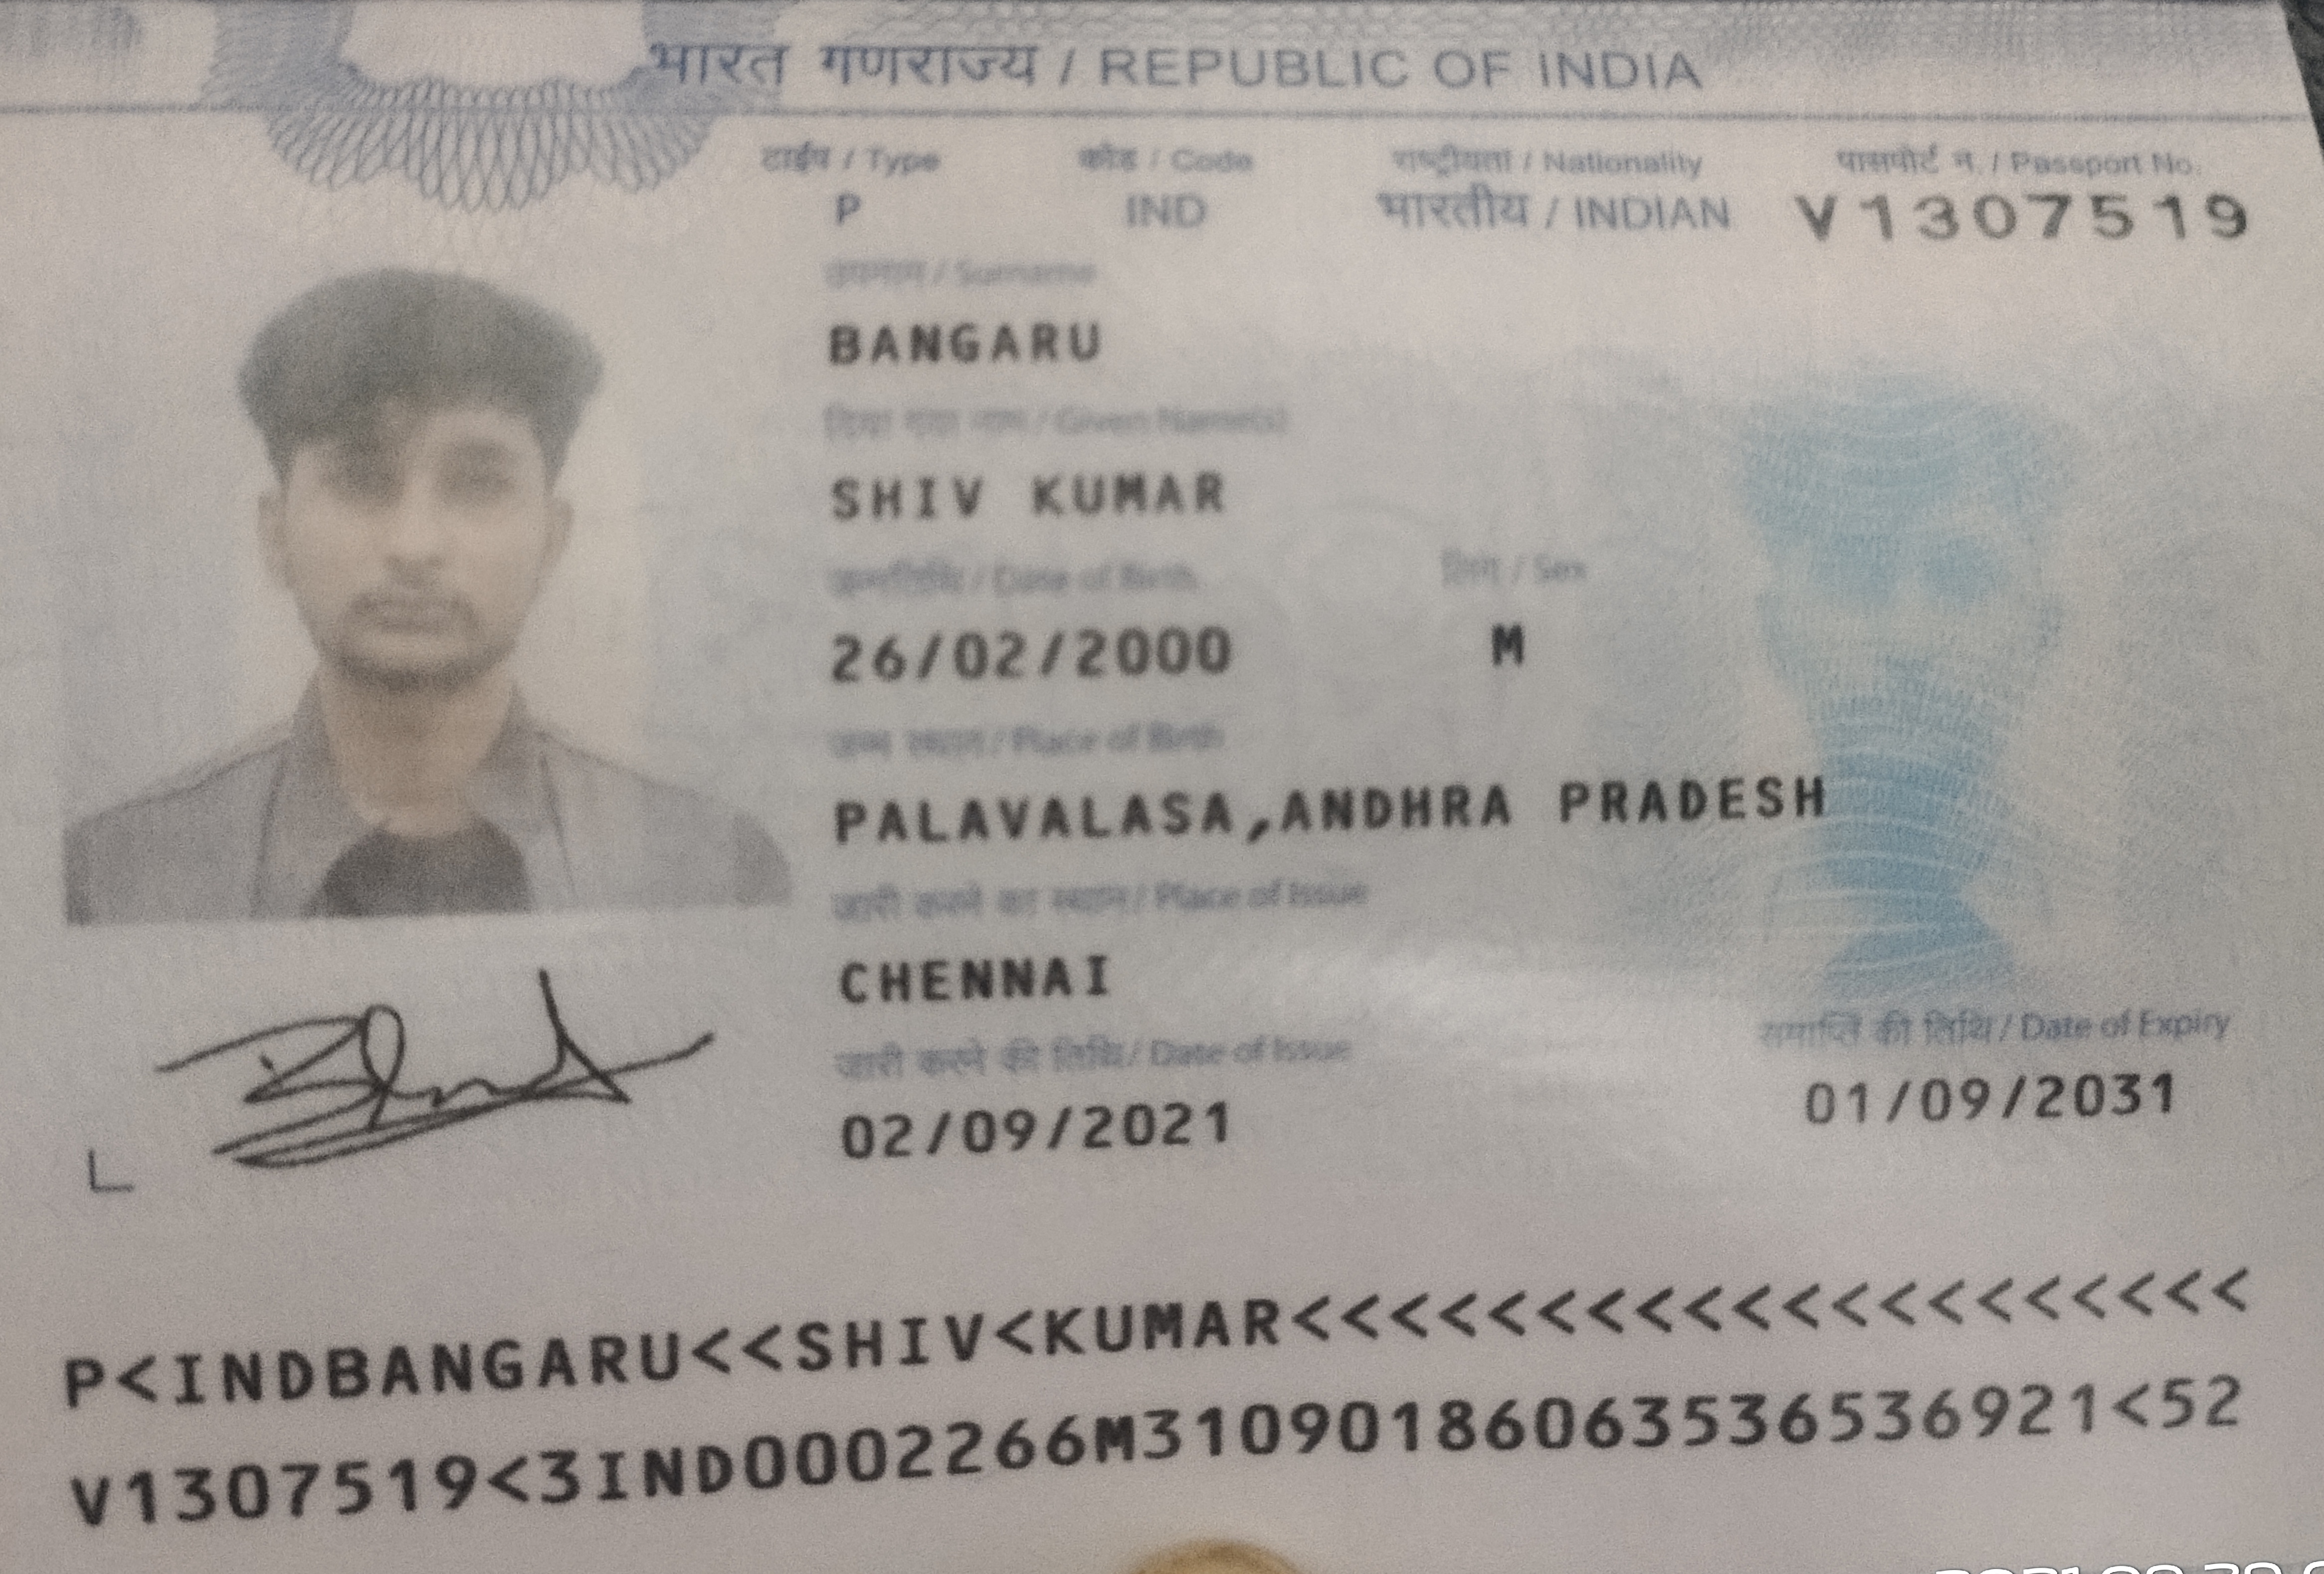 भारत गणराज्य / REPUBLIC OF INDIA
टाईप / Type कोड / Code राष्ट्रीयता / Nationality पासपोर्ट न. / Passport No.
P IND भारतीय / INDIAN V1307519
उपनाम / Surname
BANGARU
दिया गया नाम / Given Name(s)
SHIV KUMAR
जन्मतिथि / Date of Birth लिंग / Sex
26/02/2000 M
जन्म स्थान / Place of Birth
PALAVALASA,ANDHRA PRADESH
जारी करने का स्थान / Place of Issue
CHENNAI
जारी करने की तिथि / Date of Issue समाप्ति की तिथि / Date of Expiry
02/09/2021 01/09/2031
P<INDBANGARU<<SHIV<KUMAR<<<<<<<<<<<<<<<<<<<<
V1307519<3IND0002266M3109018606353653​6921<52